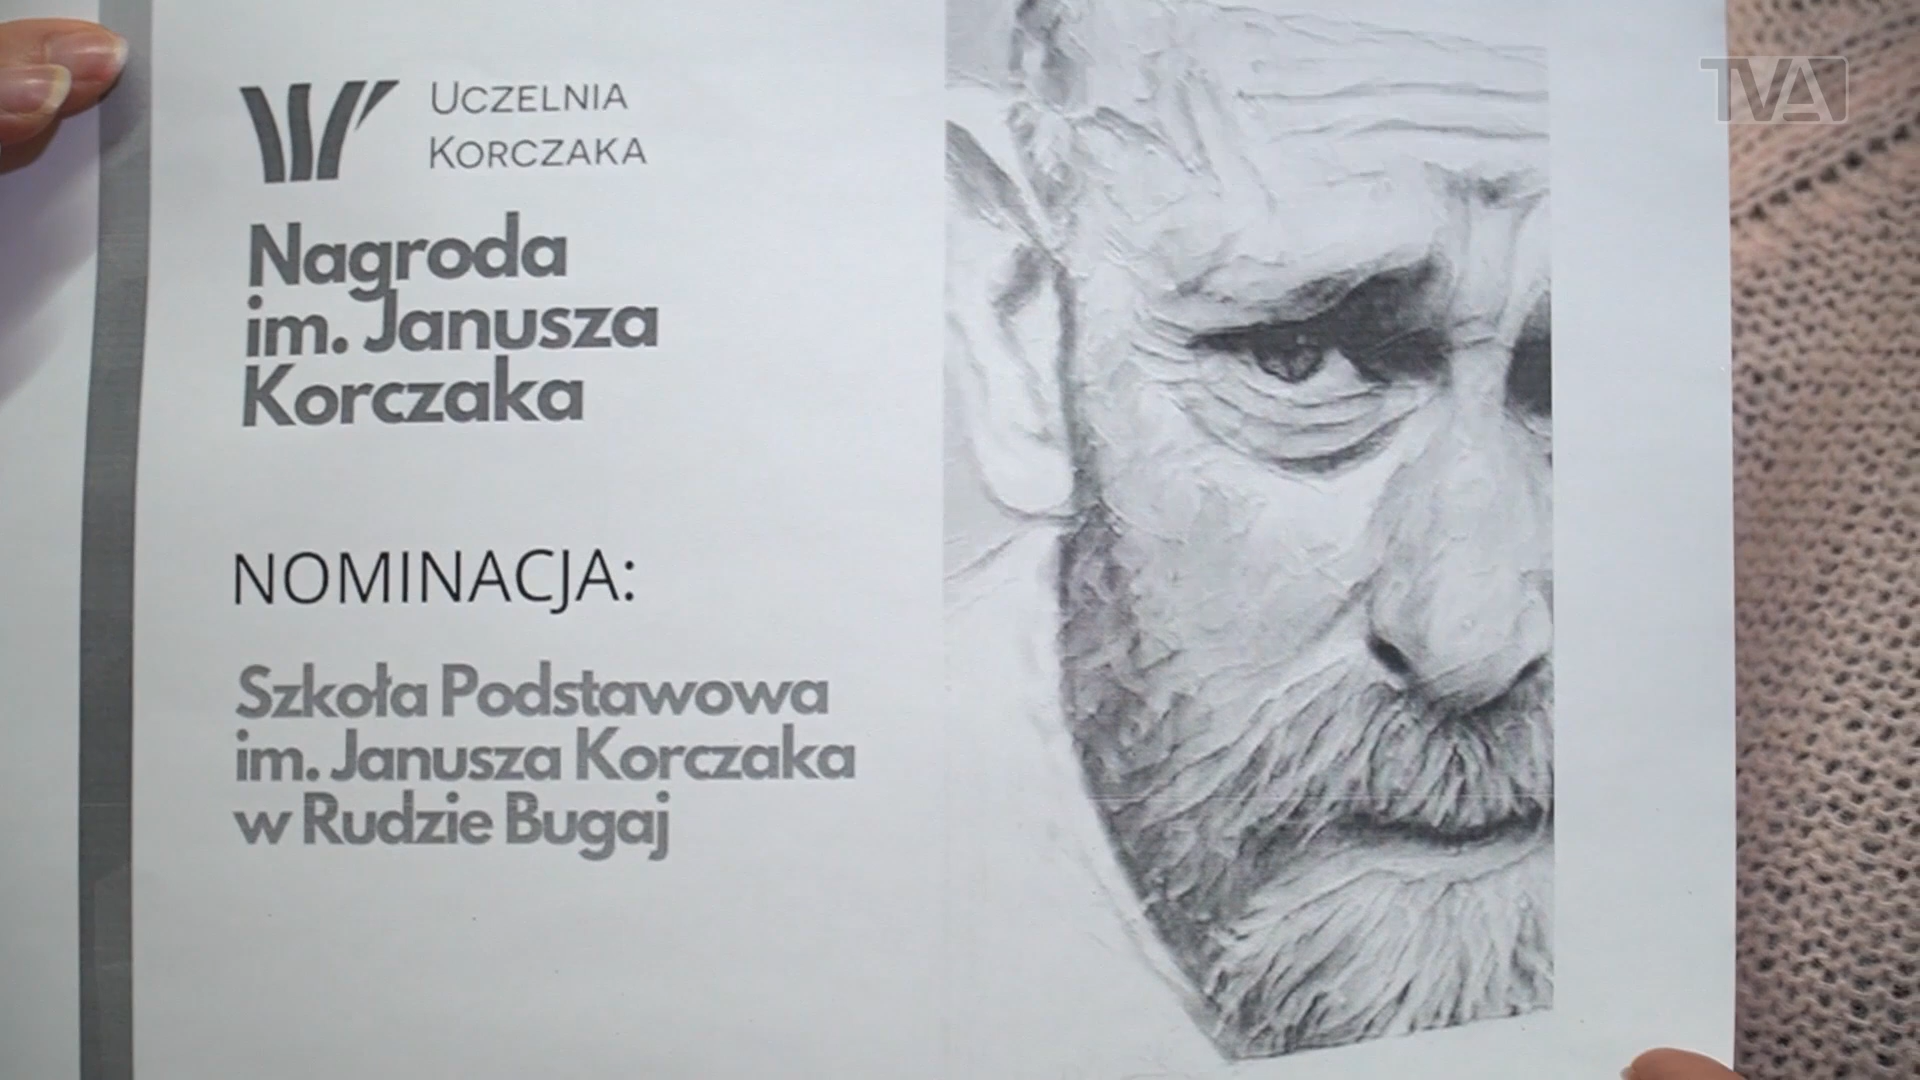 Uczelnia
Korczaka
Nagroda
im. Janusza
Korczaka
NOMINACJA:
Szkoła Podstawowa
im. Janusza Korczaka
w Rudzie Bugaj
TVA